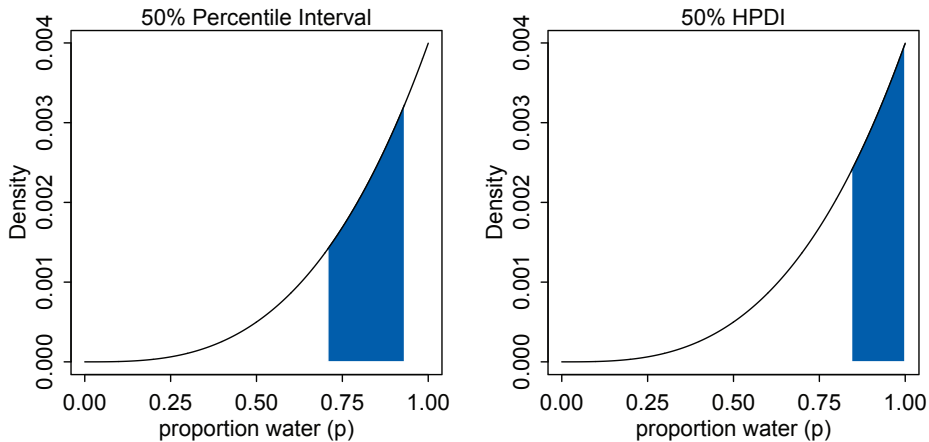 50% Percentile Interval
Density
0.004
0.003
0.002
0.001
0.000
0.00 0.25 0.50 0.75 1.00
proportion water (p)
50% HPDI
Density
0.004
0.003
0.002
0.001
0.000
0.00 0.25 0.50 0.75 1.00
proportion water (p)